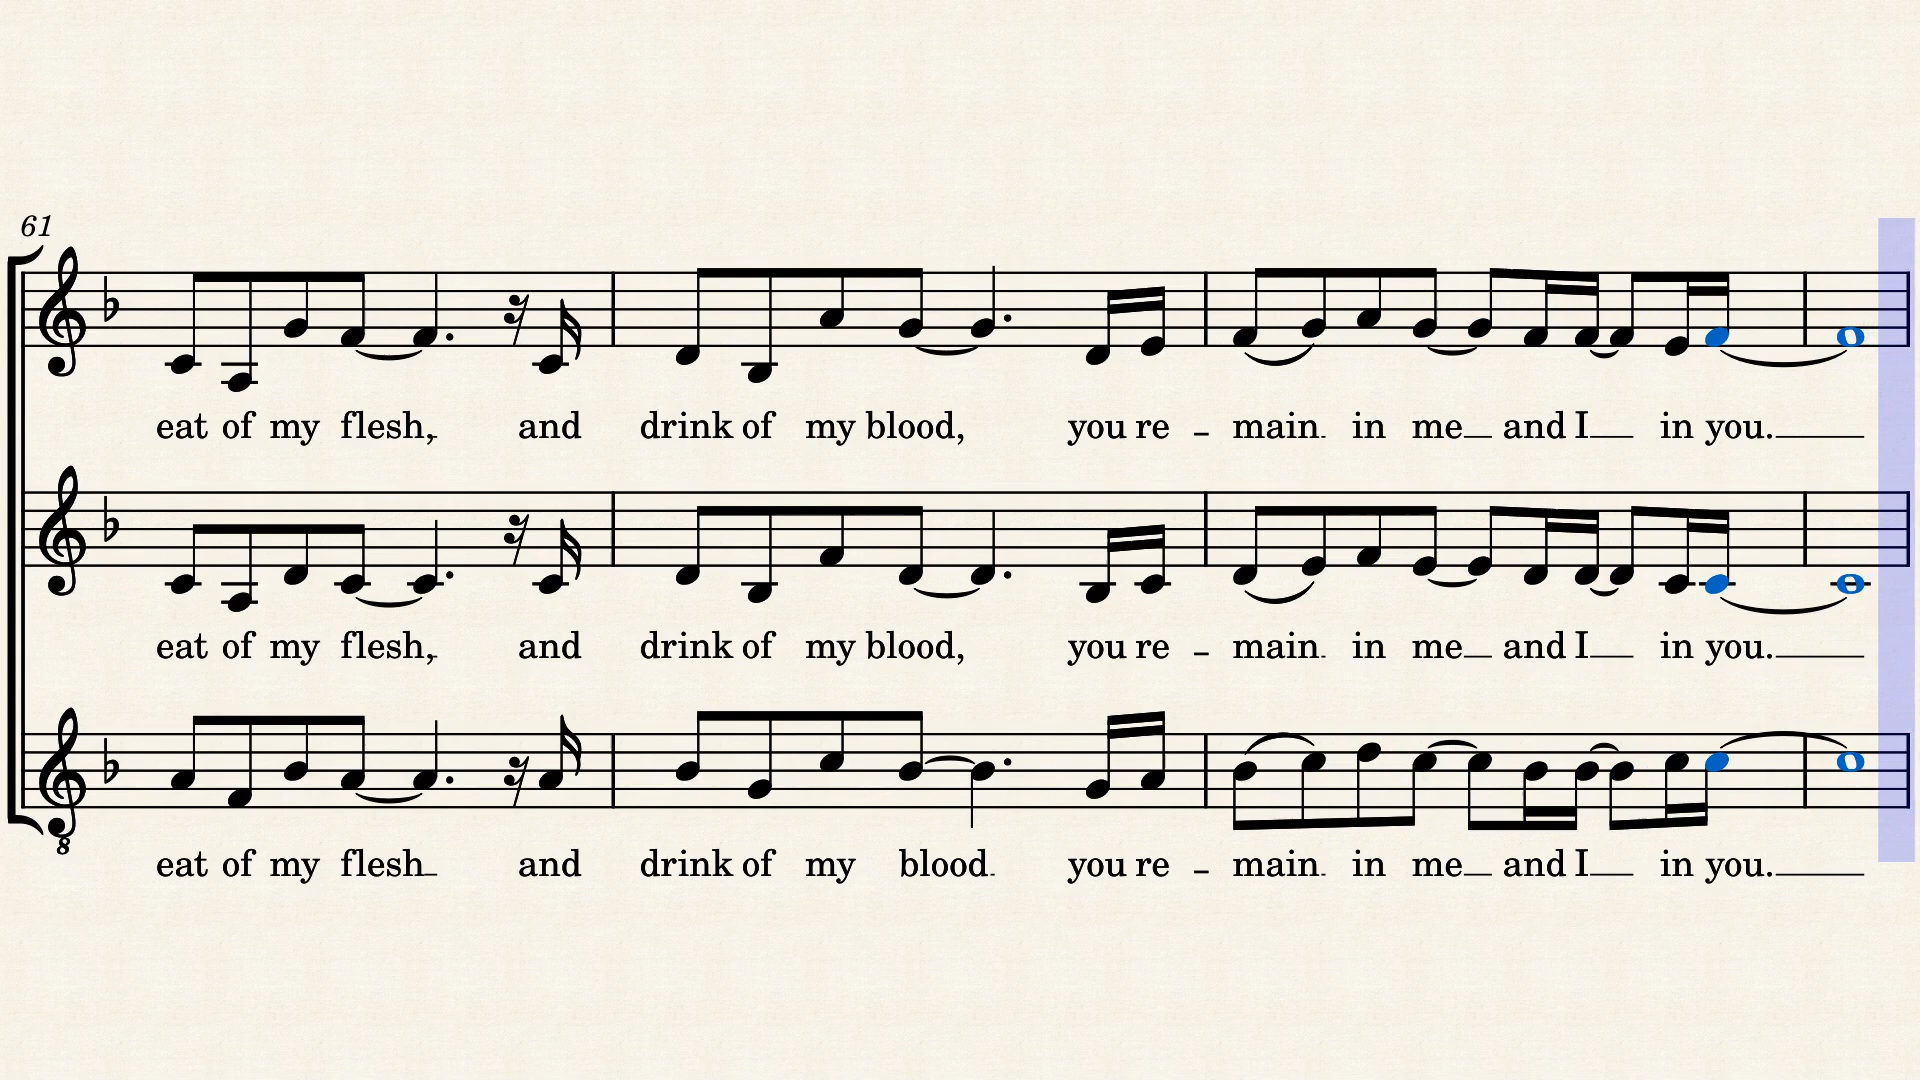 61
eat of my flesh, and drink of my blood, you re - main in me and I in you.
eat of my flesh, and drink of my blood, you re - main in me and I in you.
8
eat of my flesh and drink of my blood you re - main in me and I in you.